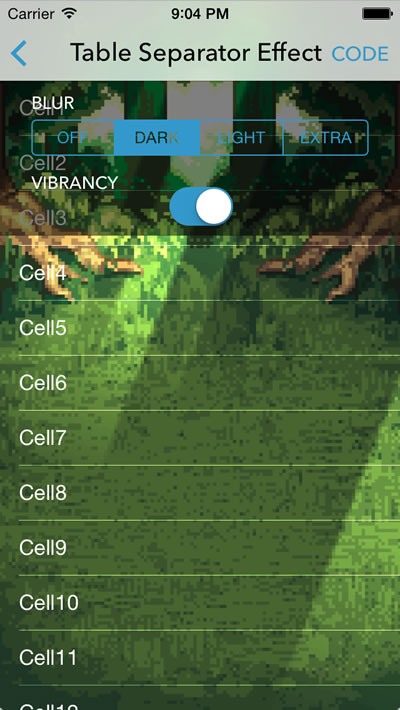 Carrier 9:04 PM
Table Separator Effect CODE
Cell1
BLUR
OFF DARK LIGHT EXTRA
Cell2
VIBRANCY
Cell3
Cell4
Cell5
Cell6
Cell7
Cell8
Cell9
Cell10
Cell11
Cell12